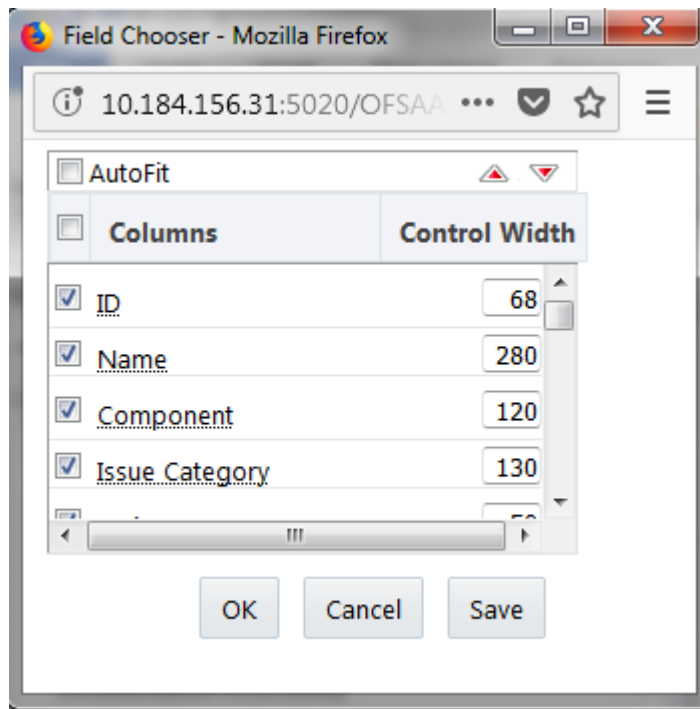 Field Chooser - Mozilla Firefox
10.184.156.31:5020/OFSAA
AutoFit
Columns Control Width
ID 68
Name 280
Component 120
Issue Category 130
OK Cancel Save